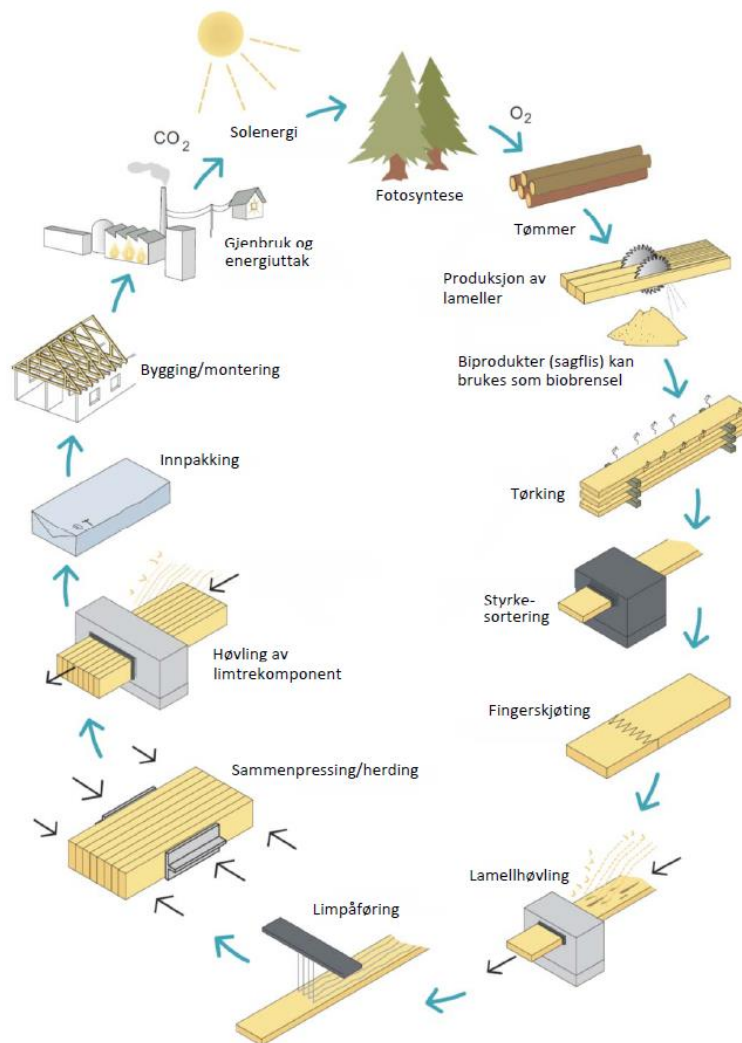 Solenergi
CO2
O2
Fotosyntese
Tømmer
Produksjon av
lameller
Biprodukter (sagflis) kan
brukes som biobrensel
Tørking
Styrke-
sortering
Fingerskjøting
Lamellhøvling
Limpåføring
Sammenpressing/herding
Høvling av
limtrekomponent
Innpakking
Bygging/montering
Gjenbruk og
energiuttak